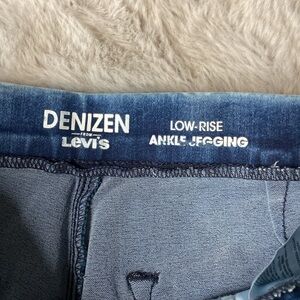 DENIZEN
FROM
Levi's
LOW-RISE
ANKLE JEGGING